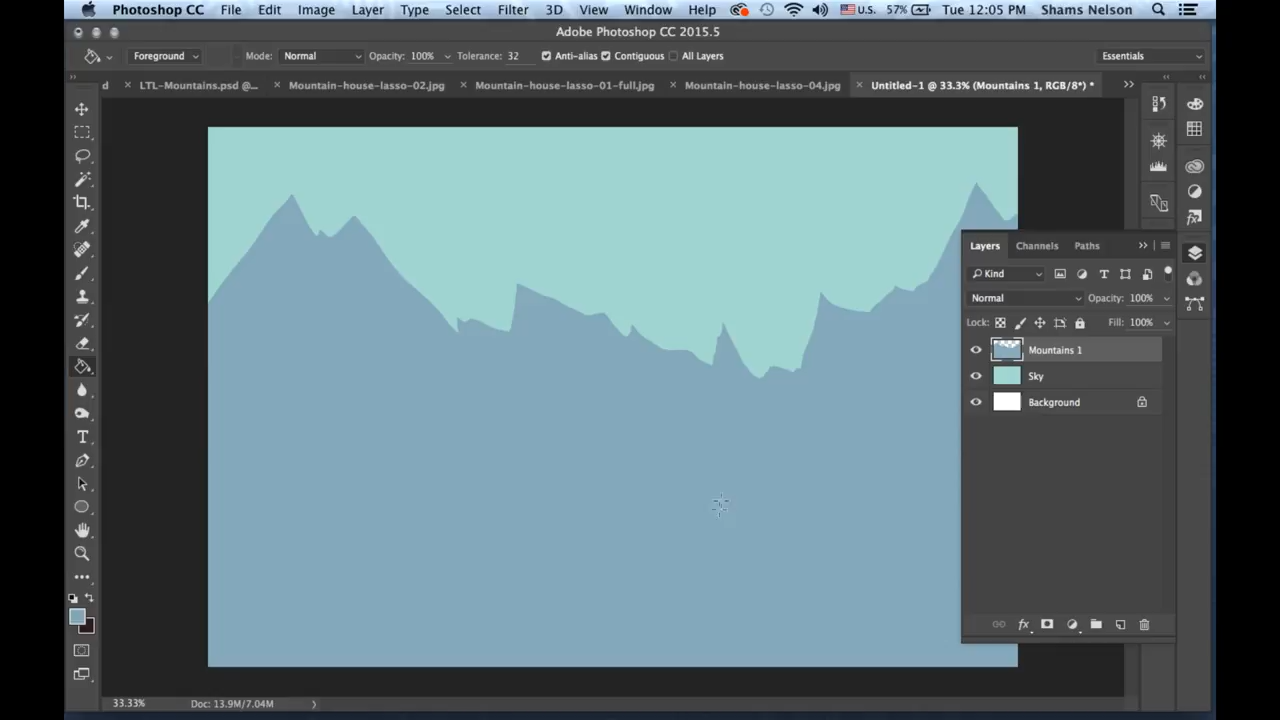 Photoshop CC File Edit Image Layer Type Select Filter 3D View Window Help U.S. 57% Tue 12:05 PM Shams Nelson
Adobe Photoshop CC 2015.5
Foreground Mode: Normal Opacity: 100% Tolerance: 32 Anti-alias Contiguous All Layers Essentials
d × LTL-Mountains.psd @... × Mountain-house-lasso-02.jpg × Mountain-house-lasso-01-full.jpg × Mountain-house-lasso-04.jpg × Untitled-1 @ 33.3% (Mountains 1, RGB/8*) *
Layers Channels Paths
Kind
Normal Opacity: 100%
Lock: Fill: 100%
Mountains 1
Sky
Background
fx
33.33% Doc: 13.9M/7.04M